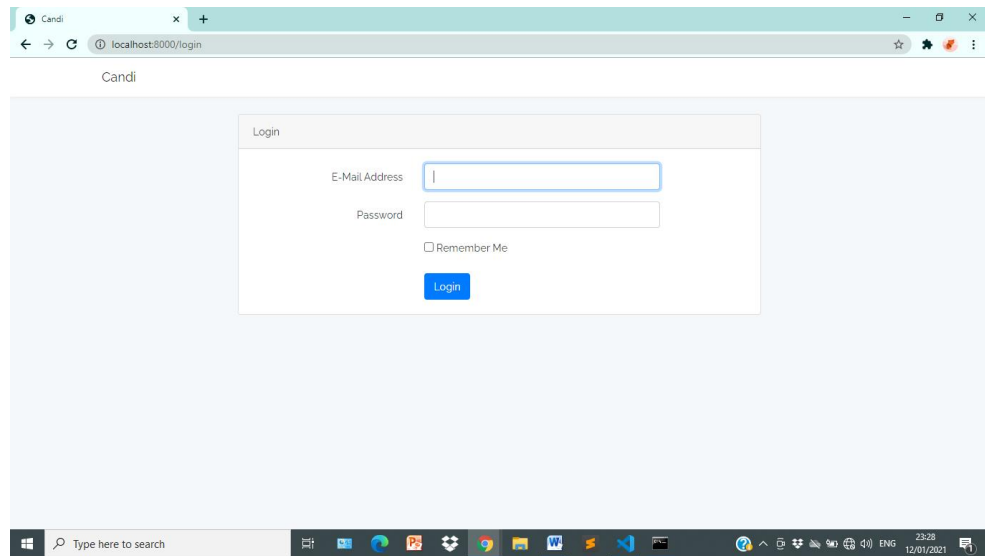 Candi
localhost:8000/login
Candi
Login
E-Mail Address
Password
Remember Me
Login
Type here to search
ENG
23:28
12/01/2021